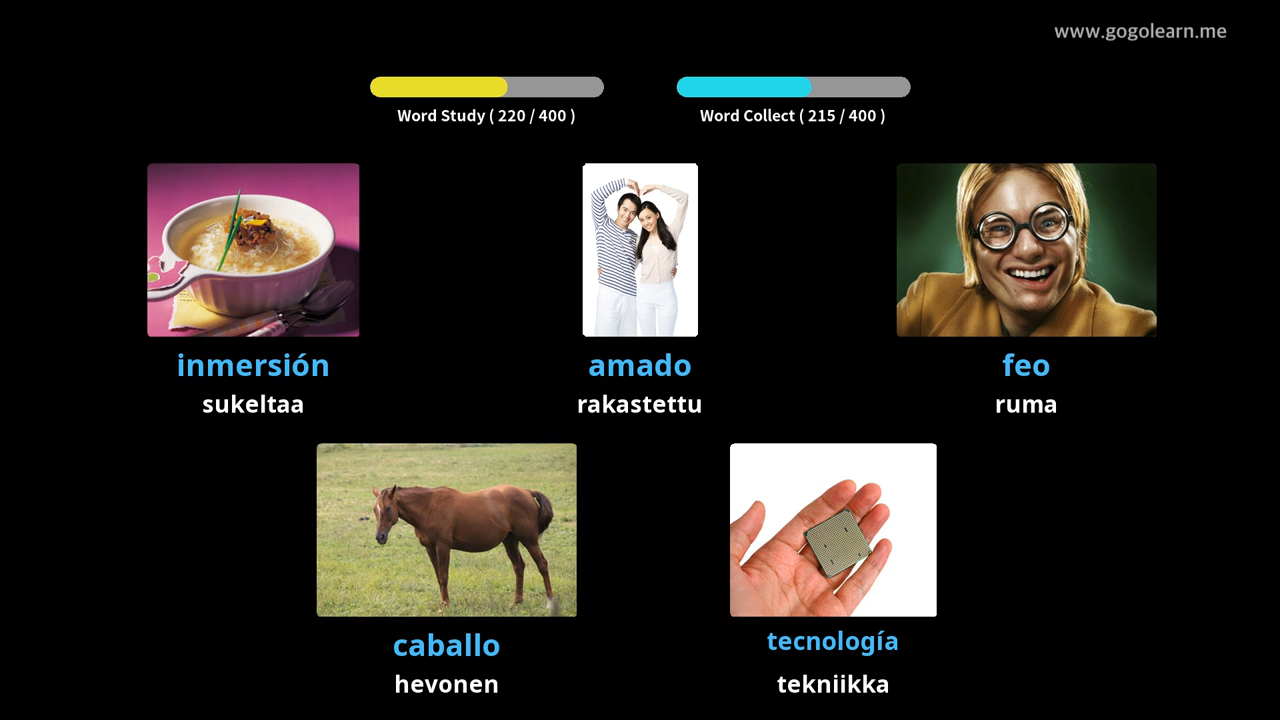 www.gogolearn.me
Word Study ( 220 / 400 )
Word Collect ( 215 / 400 )
inmersión
sukeltaa
amado
rakastettu
feo
ruma
caballo
hevonen
tecnología
tekniikka